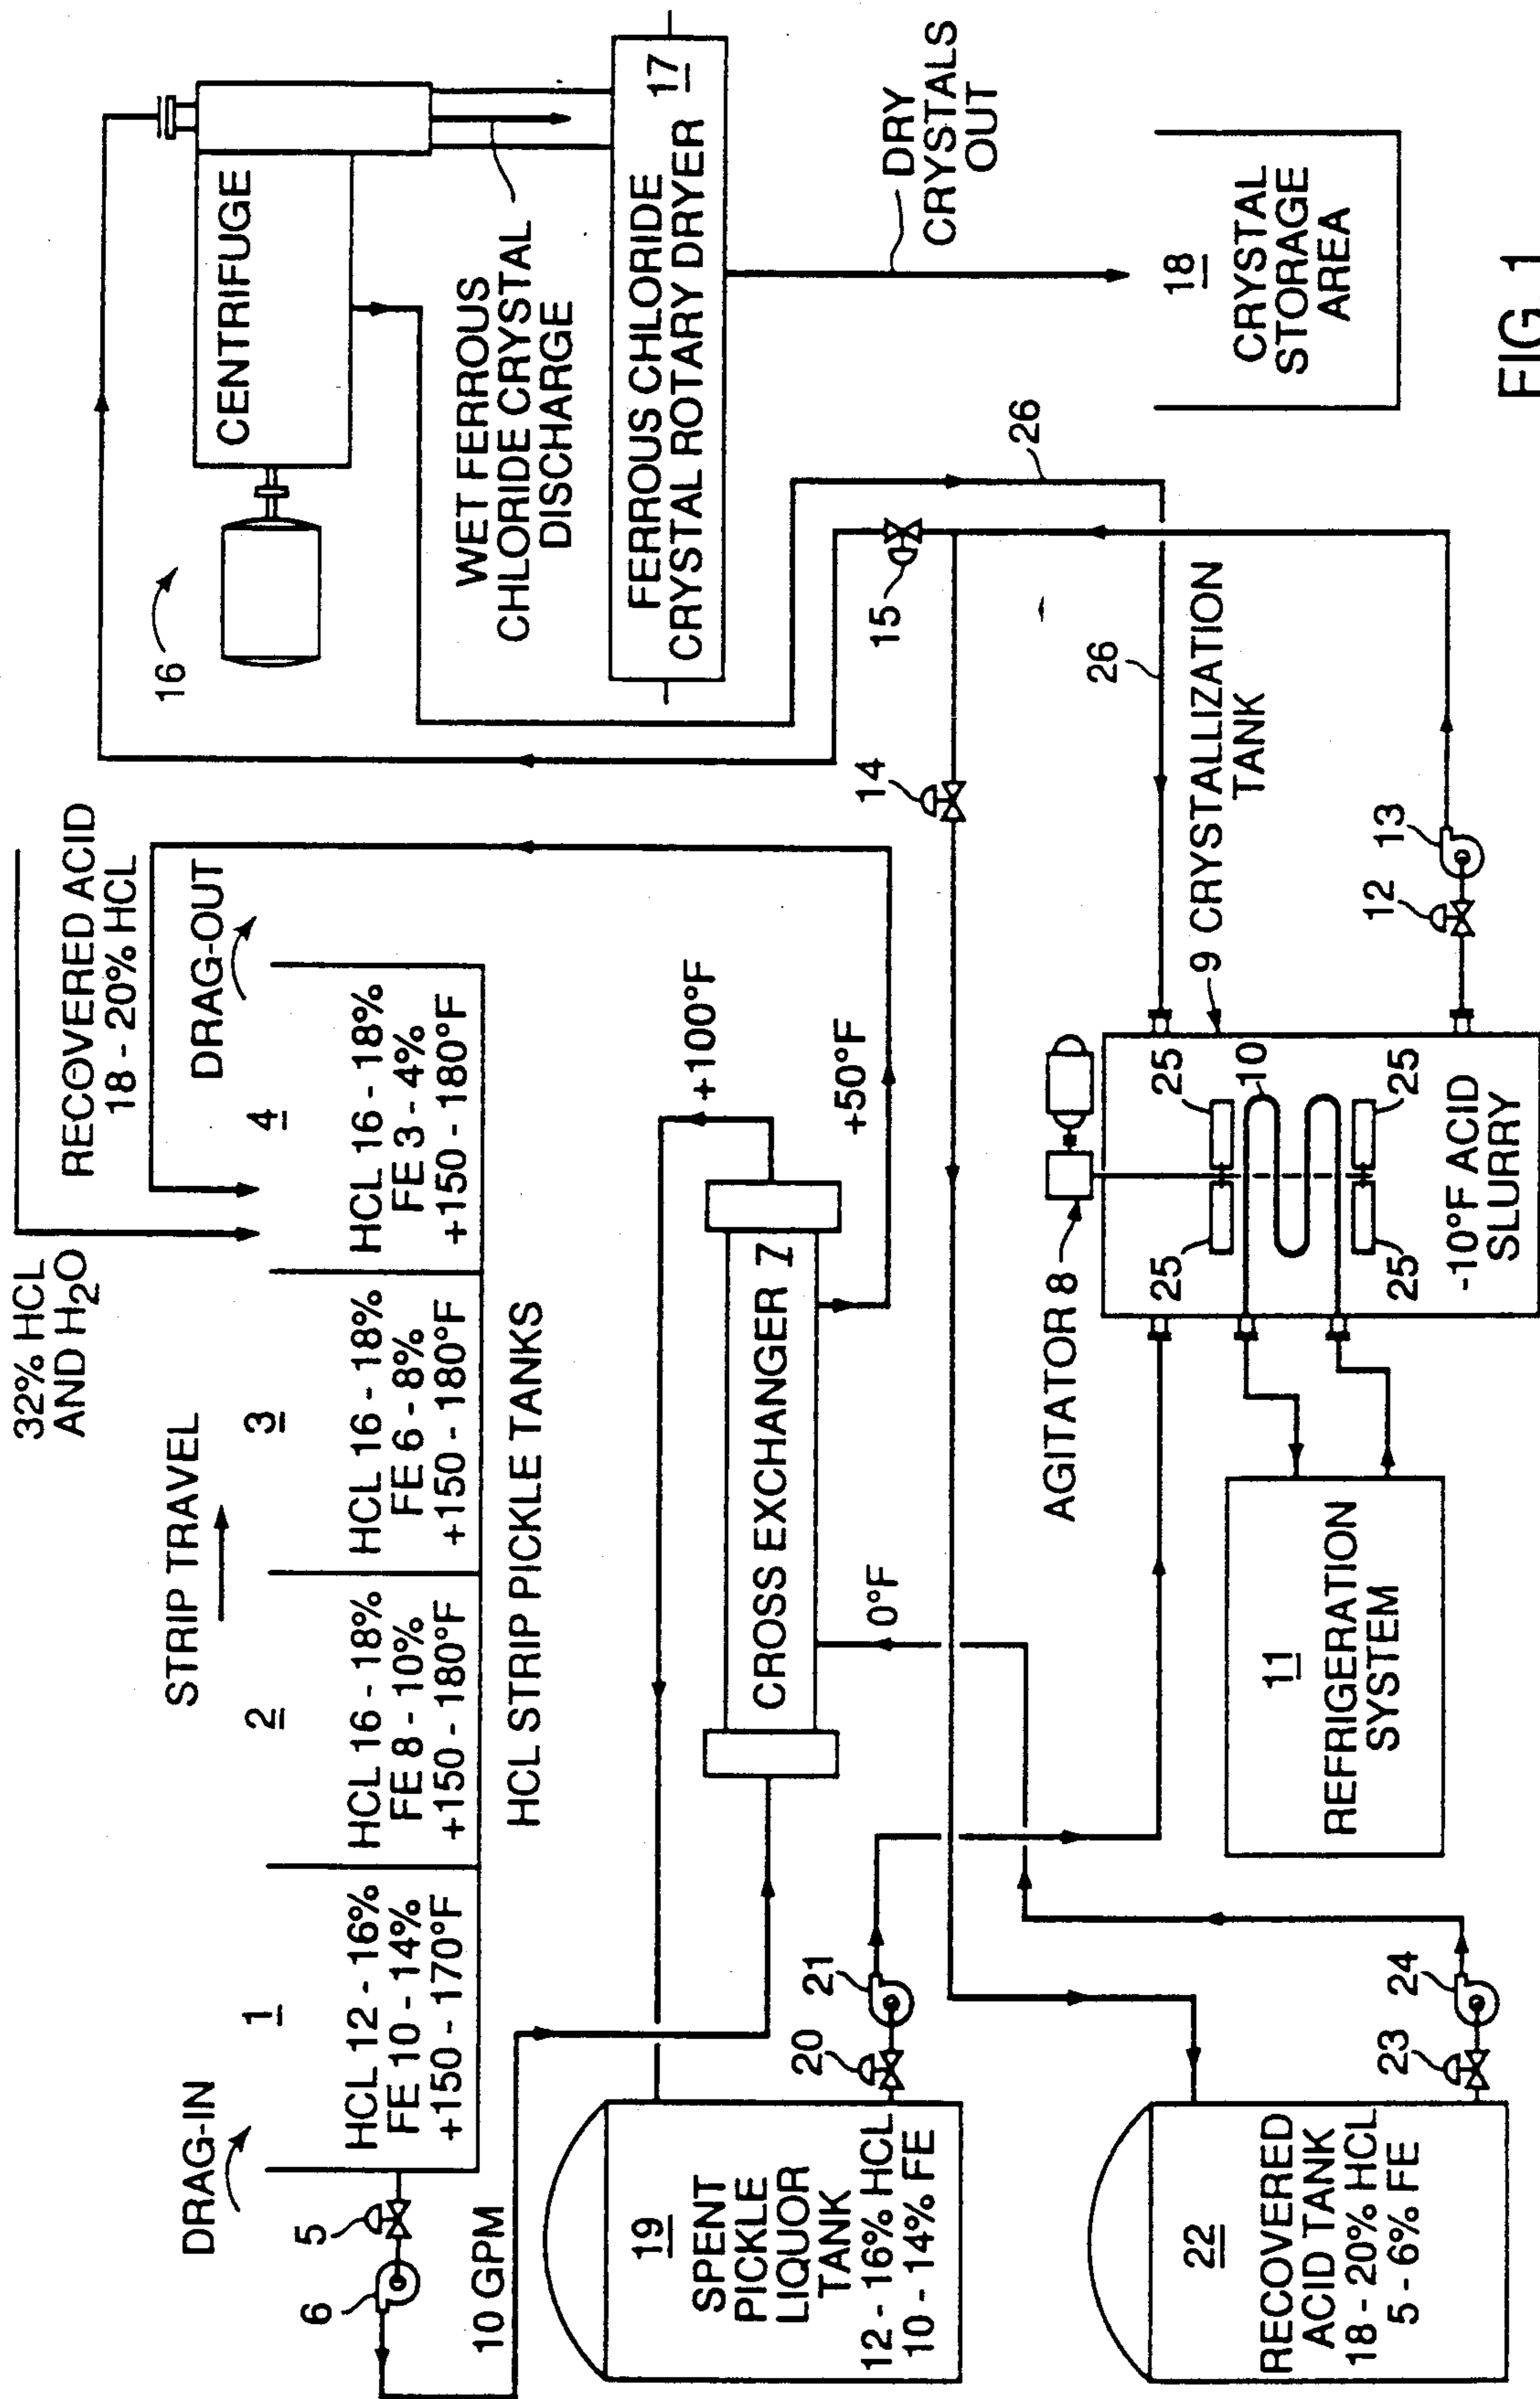 32% HCL
AND H2O
RECOVERED ACID
18 - 20% HCL
STRIP TRAVEL
DRAG-IN
DRAG-OUT
1
HCL 12 - 16%
FE 10 - 14%
+150 - 170°F
2
HCL 16 - 18%
FE 8 - 10%
+150 - 180°F
3
HCL 16 - 18%
FE 6 - 8%
+150 - 180°F
4
HCL 16 - 18%
FE 3 - 4%
+150 - 180°F
HCL STRIP PICKLE TANKS
5
6
10 GPM
CROSS EXCHANGER 7
+100°F
+50°F
0°F
19
SPENT
PICKLE
LIQUOR
TANK
12 - 16% HCL
10 - 14% FE
20
21
22
RECOVERED
ACID TANK
18 - 20% HCL
5 - 6% FE
23
24
11
REFRIGERATION
SYSTEM
AGITATOR 8
25
25
25
25
10
-10°F ACID
SLURRY
9 CRYSTALLIZATION
TANK
12
13
14
15
26
26
16
CENTRIFUGE
WET FERROUS
CHLORIDE CRYSTAL
DISCHARGE
FERROUS CHLORIDE
CRYSTAL ROTARY DRYER 17
DRY
CRYSTALS
OUT
18
CRYSTAL
STORAGE
AREA
FIG.1